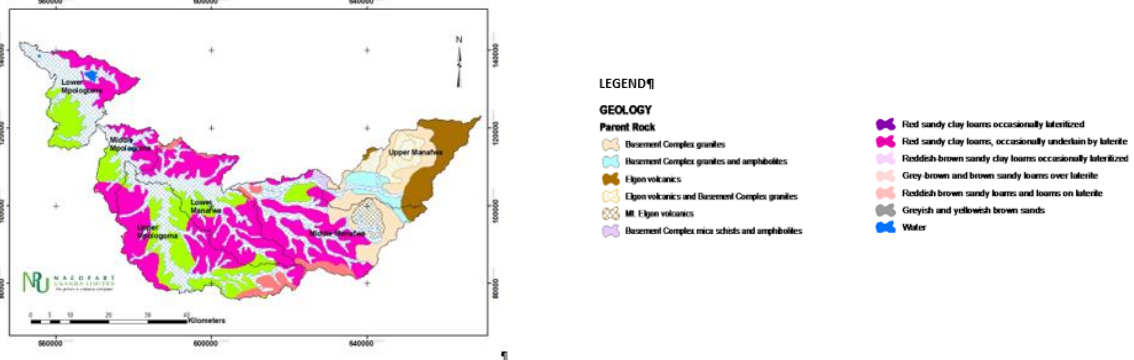 560000 600000 640000
N
140000 140000
Lower
Mpologoma
120000 120000
Middle
Mpologoma
Upper Manafwa
Lower
Manafwa
100000 100000
Upper
Mpologoma
Middle Manafwa
80000 80000
NU NACOPART
UGANDA LIMITED
0 5 10 20 30 40
Kilometers
560000 600000 640000
¶
LEGEND¶
GEOLOGY
Parent Rock
Basement Complex granites
Basement Complex granites and amphibolites
Elgon volcanics
Elgon volcanics and Basement Complex granites
Mt. Elgon volcanics
Basement Complex mica schists and amphibolites
Red sandy clay loams occasionally lateritized
Red sandy clay loams, occasionally underlain by laterite
Reddish-brown sandy clay loams occasionally lateritized
Grey-brown and brown sandy loams over laterite
Reddish brown sandy loams and loams on laterite
Greyish and yellowish brown sands
Water